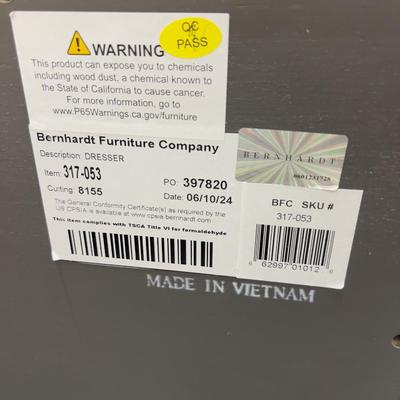 WARNING
QC
PASS
This product can expose you to chemicals
including wood dust, a chemical known to
the State of California to cause cancer.
For more information, go to
www.P65Warnings.ca.gov/furniture
Bernhardt Furniture Company
Description: DRESSER
Item: 317-053
PO: 397820
Cutting: 8155
Date: 06/10/24
The General Conformity Certificate(s) as required by the
US CPSIA is available at www.cpsia.bernhardt.com
This item complies with TSCA Title VI for formaldehyde
BERNHARDT
BFC SKU #
317-053
6 62997 01012 6
MADE IN VIETNAM